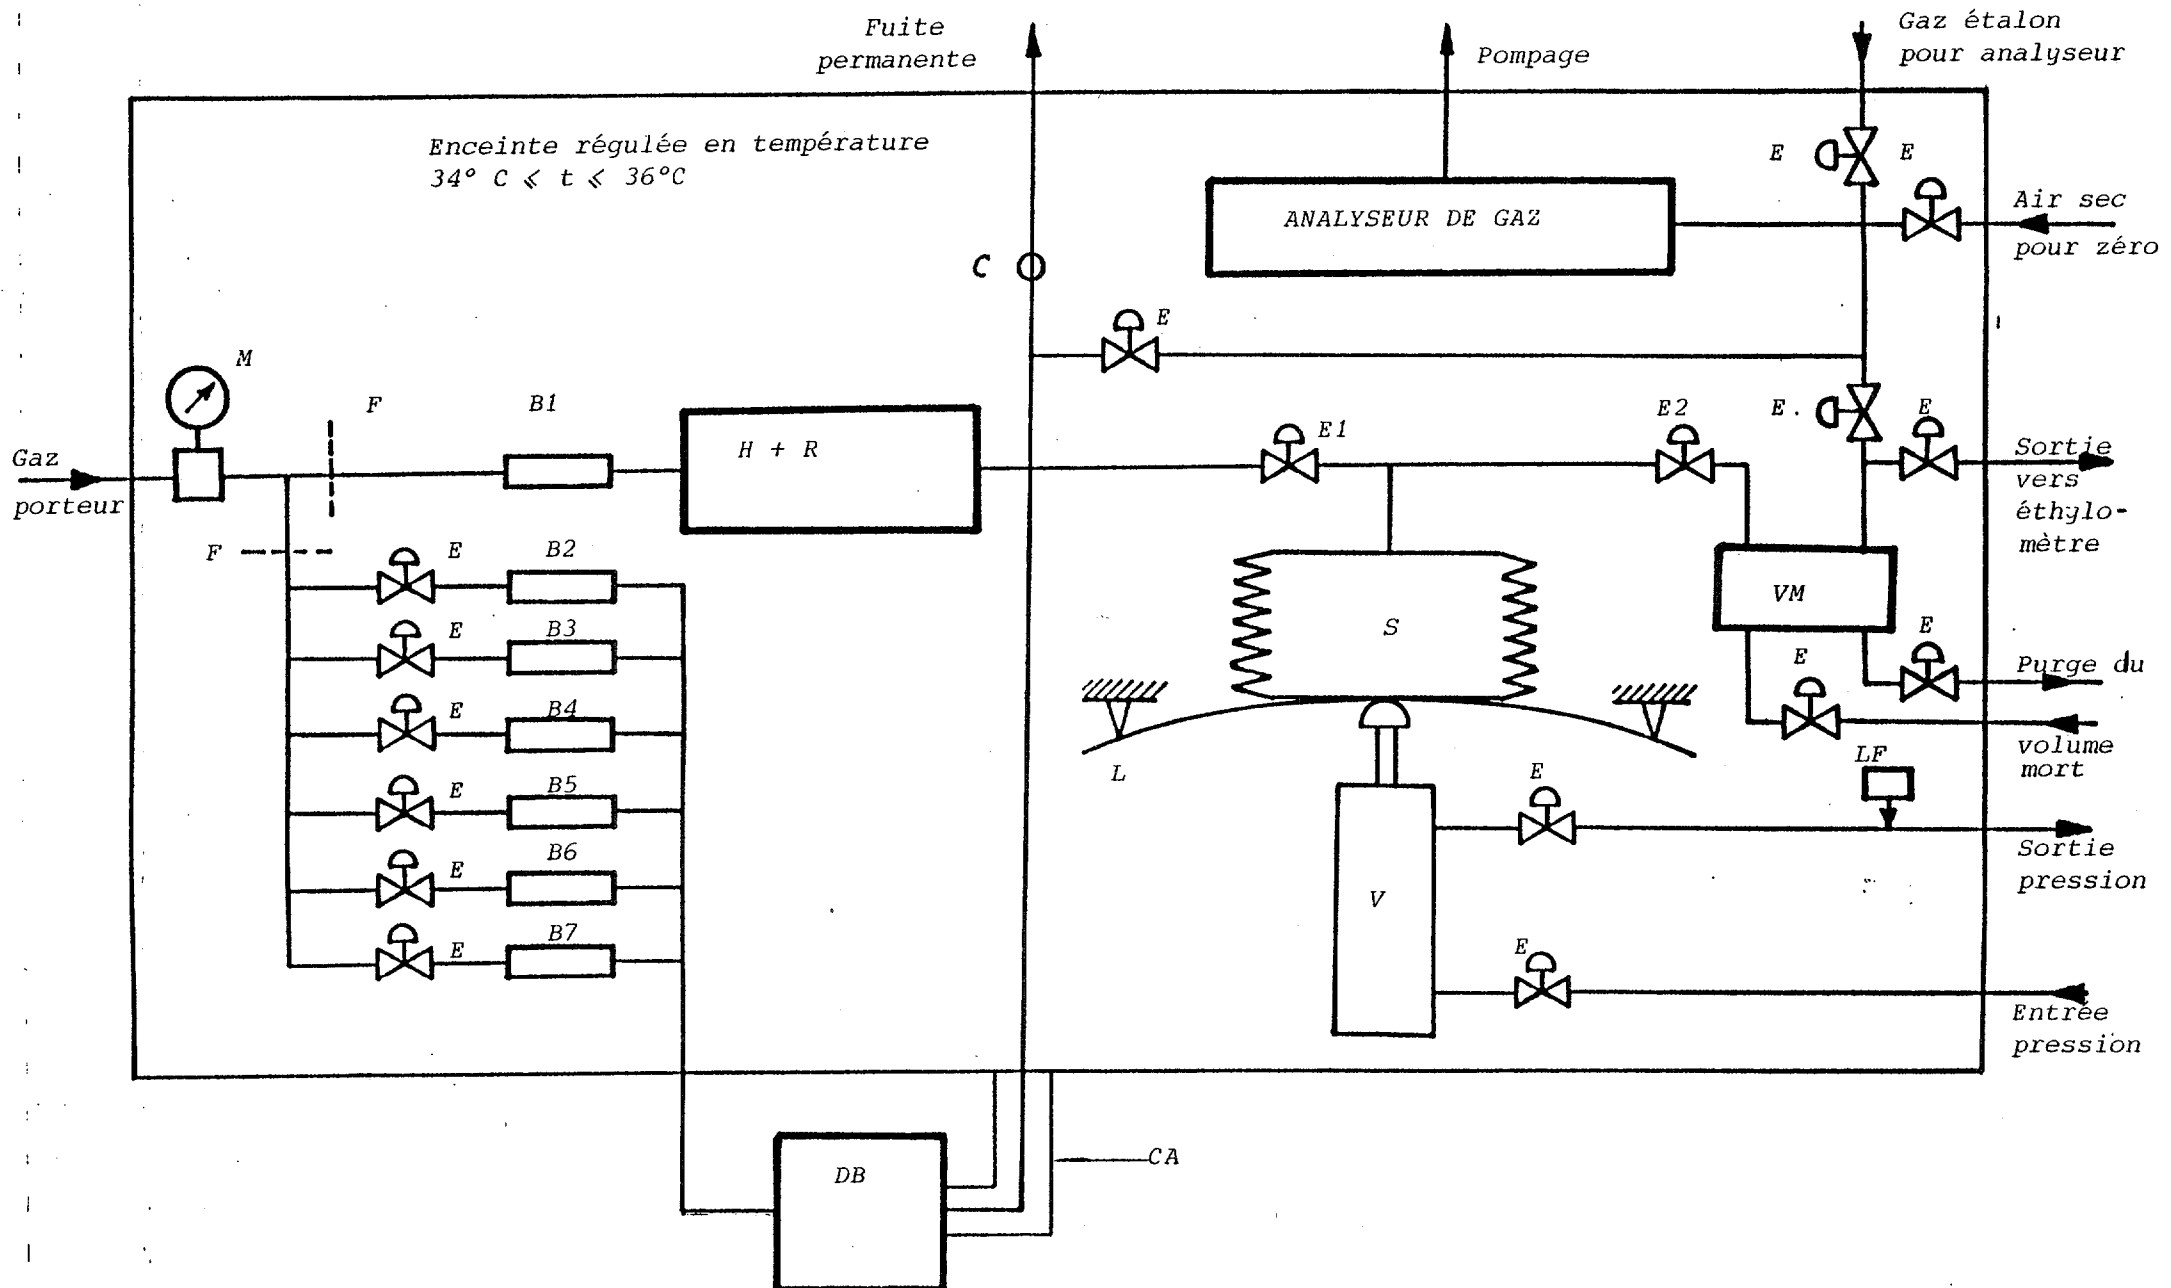 Fuite
permanente
Pompage
Gaz étalon
pour analyseur
Enceinte régulée en température
34° C ⩽ t ⩽ 36°C
E
E
ANALYSEUR DE GAZ
Air sec
pour zéro
C
E
M
F
B1
E1
E2
E.
E
H + R
Gaz
porteur
Sortie
vers
éthylo-
mètre
F
E
B2
VM
E
B3
S
E
E
Purge du
E
B4
volume
mort
L
LF
E
B5
E
Sortie
pression
E
B6
V
E
B7
E
Entrée
pression
CA
DB